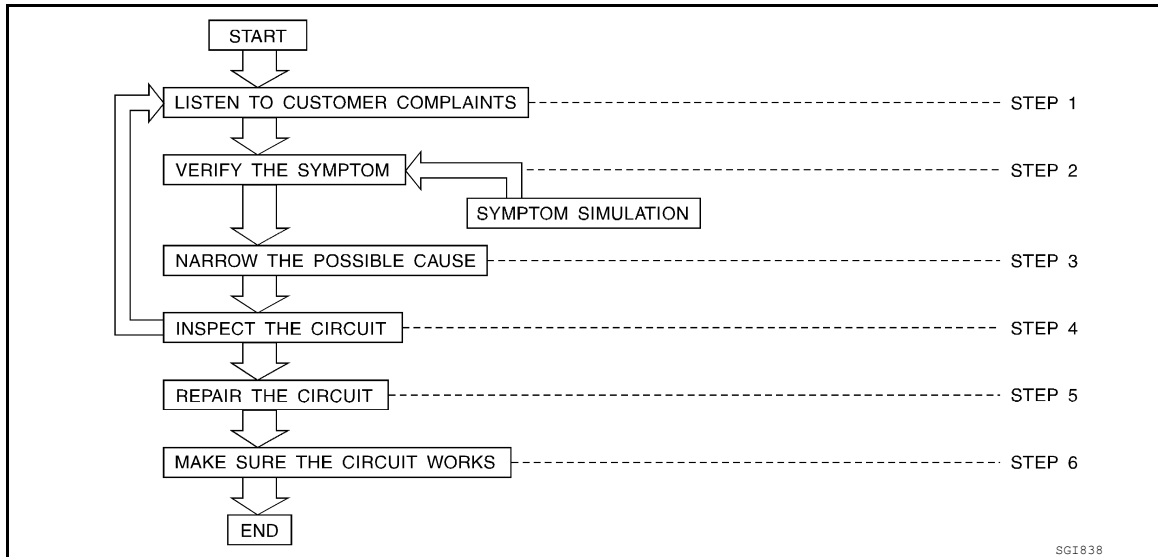 START
LISTEN TO CUSTOMER COMPLAINTS STEP 1
VERIFY THE SYMPTOM STEP 2
SYMPTOM SIMULATION
NARROW THE POSSIBLE CAUSE STEP 3
INSPECT THE CIRCUIT STEP 4
REPAIR THE CIRCUIT STEP 5
MAKE SURE THE CIRCUIT WORKS STEP 6
END
SGI838